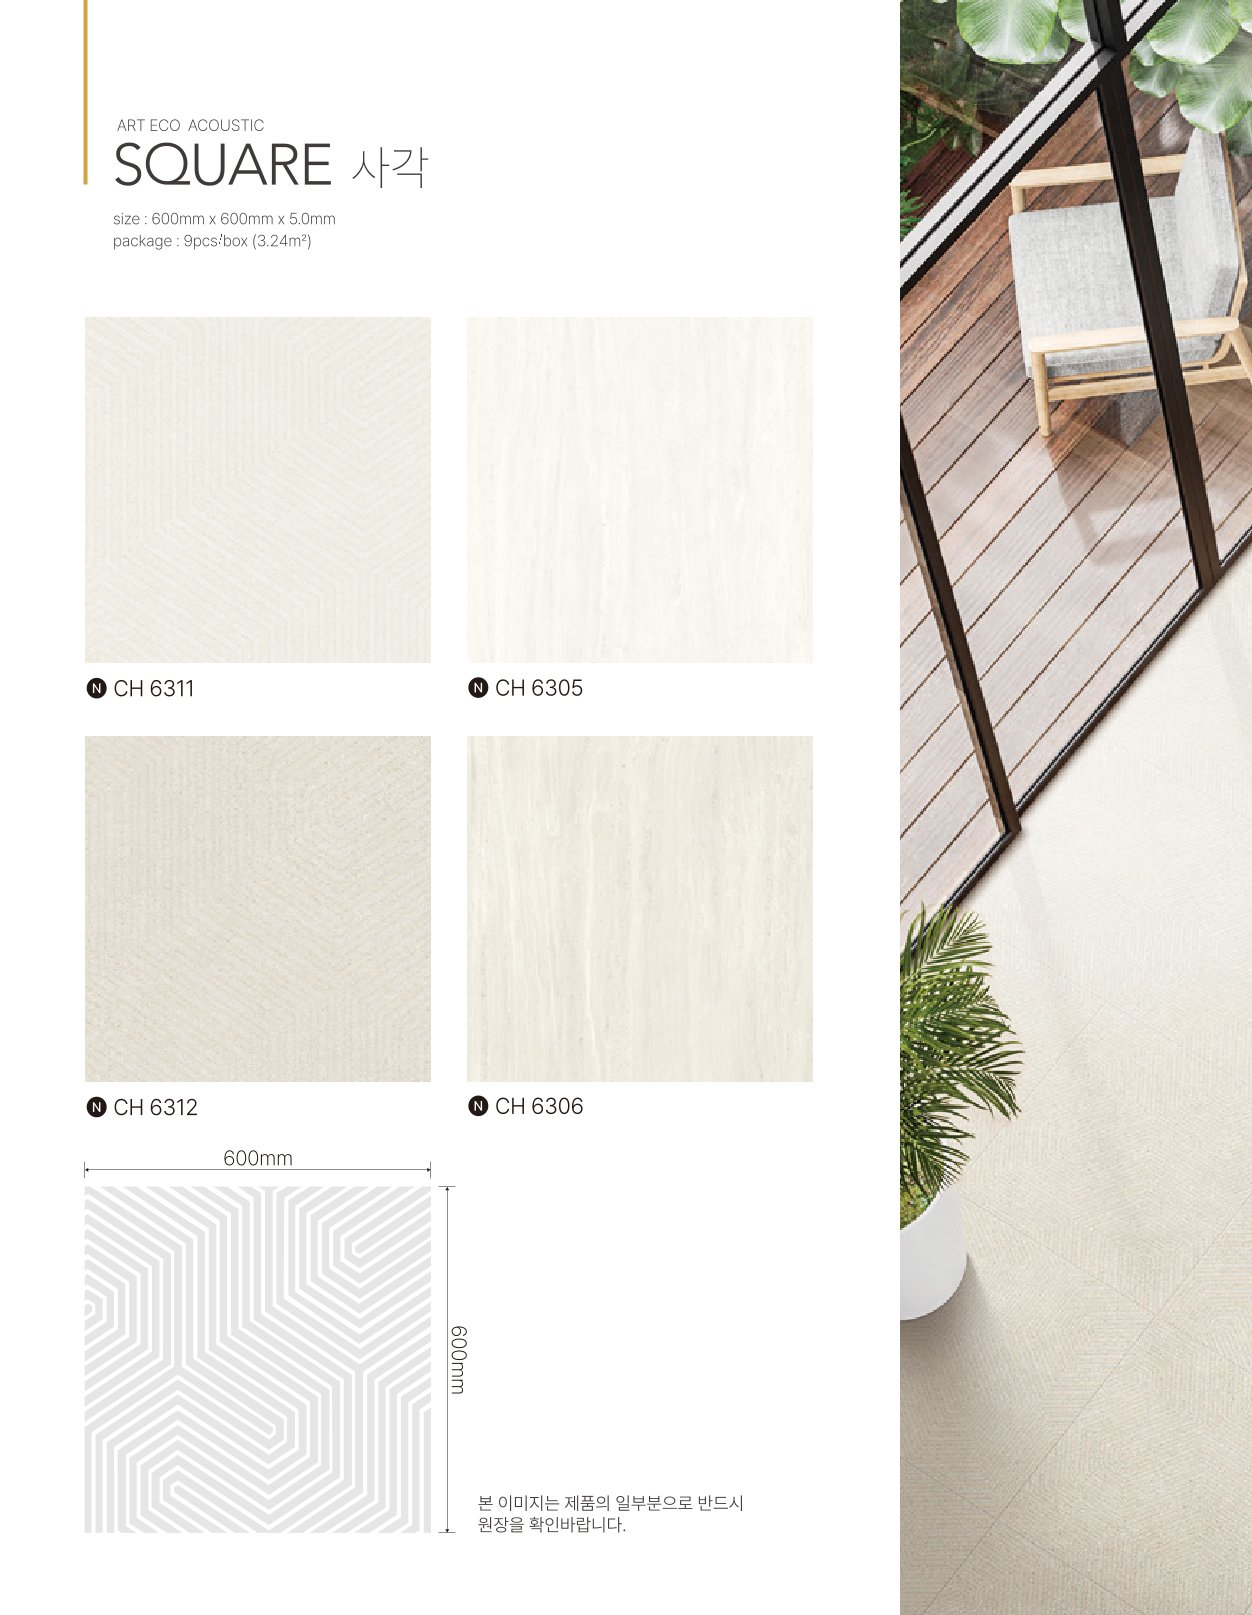 ART ECO ACOUSTIC
SQUARE 사각
size : 600mm x 600mm x 5.0mm
package : 9pcs/box (3.24m²)
N CH 6311
N CH 6305
N CH 6312
N CH 6306
600mm
600mm
본 이미지는 제품의 일부분으로 반드시
원장을 확인바랍니다.